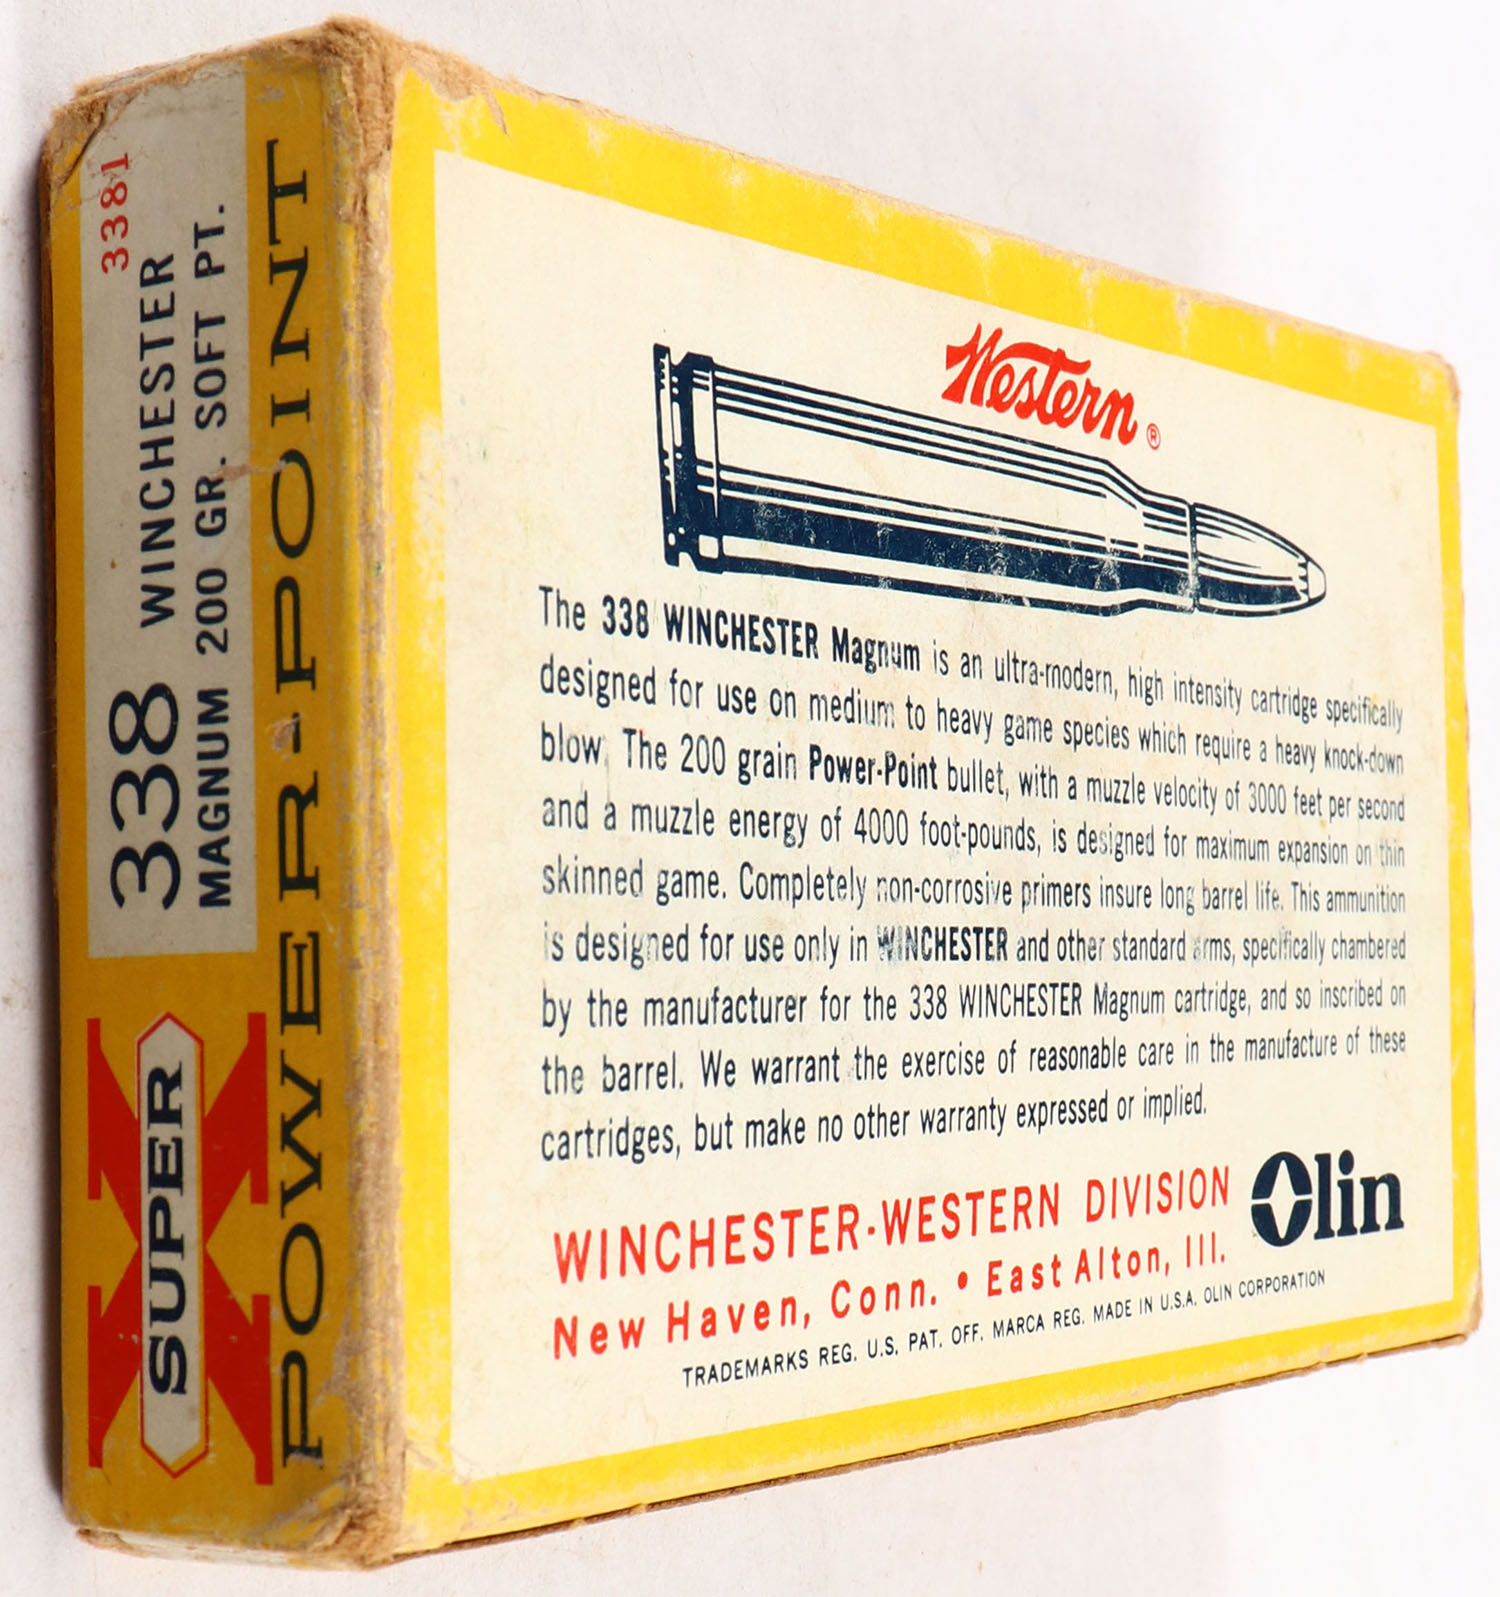 3381
338 WINCHESTER
MAGNUM 200 GR. SOFT PT.
SUPER X
POWER-POINT
Western ®
The 338 WINCHESTER Magnum is an ultra-modern, high intensity cartridge specifically
designed for use on medium to heavy game species which require a heavy knock-down
blow. The 200 grain Power-Point bullet, with a muzzle velocity of 3000 feet per second
and a muzzle energy of 4000 foot-pounds, is designed for maximum expansion on thin
skinned game. Completely non-corrosive primers insure long barrel life. This ammunition
is designed for use only in WINCHESTER and other standard arms, specifically chambered
by the manufacturer for the 338 WINCHESTER Magnum cartridge, and so inscribed on
the barrel. We warrant the exercise of reasonable care in the manufacture of these
cartridges, but make no other warranty expressed or implied.
WINCHESTER-WESTERN DIVISION
New Haven, Conn. • East Alton, Ill.
Olin
TRADEMARKS REG. U.S. PAT. OFF. MARCA REG. MADE IN U.S.A. OLIN CORPORATION